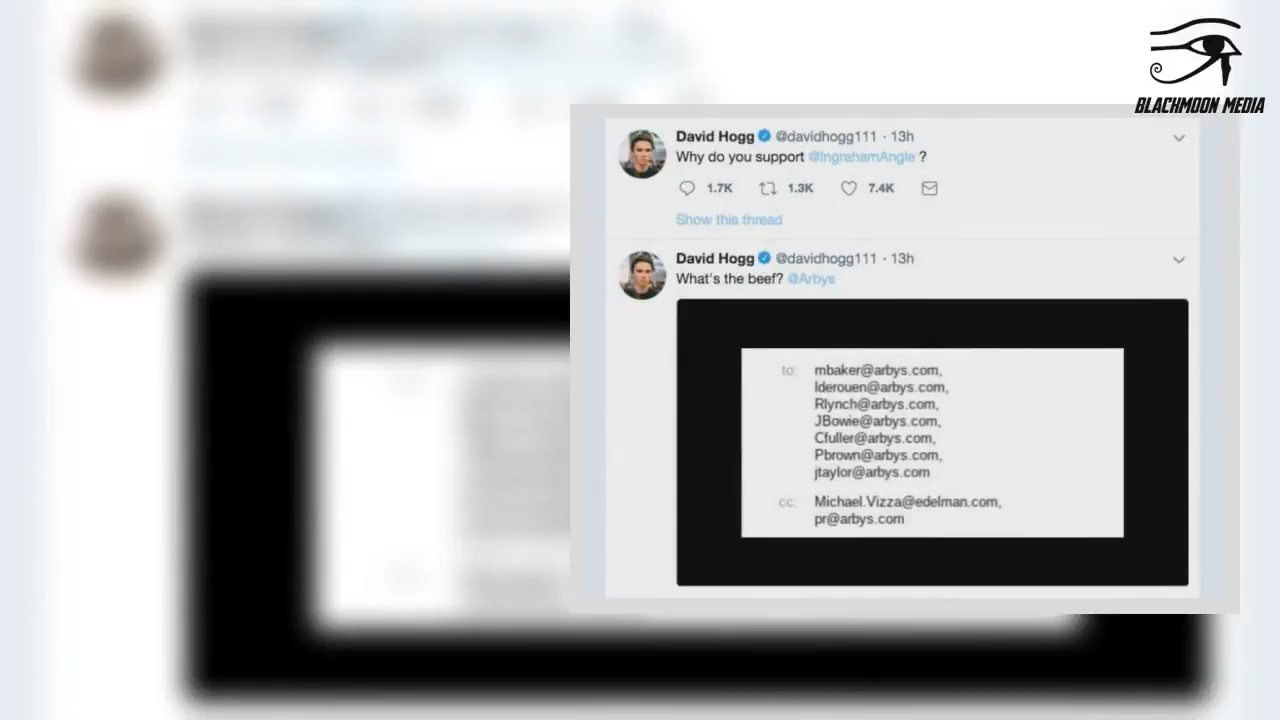 BLACKMOON MEDIA
David Hogg @davidhogg111 · 13h
Why do you support @IngrahamAngle ?
1.7K 1.3K 7.4K
Show this thread
David Hogg @davidhogg111 · 13h
What's the beef? @Arbys
to: mbaker@arbys.com,
lderouen@arbys.com,
Rlynch@arbys.com,
JBowie@arbys.com,
Cfuller@arbys.com,
Pbrown@arbys.com,
jtaylor@arbys.com
cc: Michael.Vizza@edelman.com,
pr@arbys.com